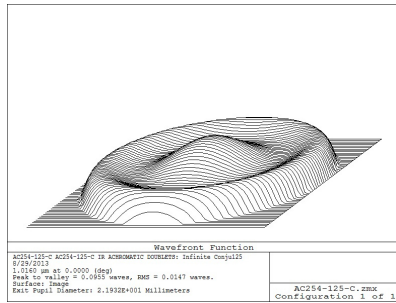 Wavefront Function
AC254-125-C AC254-125-C IR ACHROMATIC DOUBLETS: Infinite Conju125
8/29/2013
1.0160 µm at 0.0000 (deg)
Peak to valley = 0.0955 waves, RMS = 0.0147 waves.
Surface: Image
Exit Pupil Diameter: 2.1932E+001 Millimeters
AC254-125-C.zmx
Configuration 1 of 1